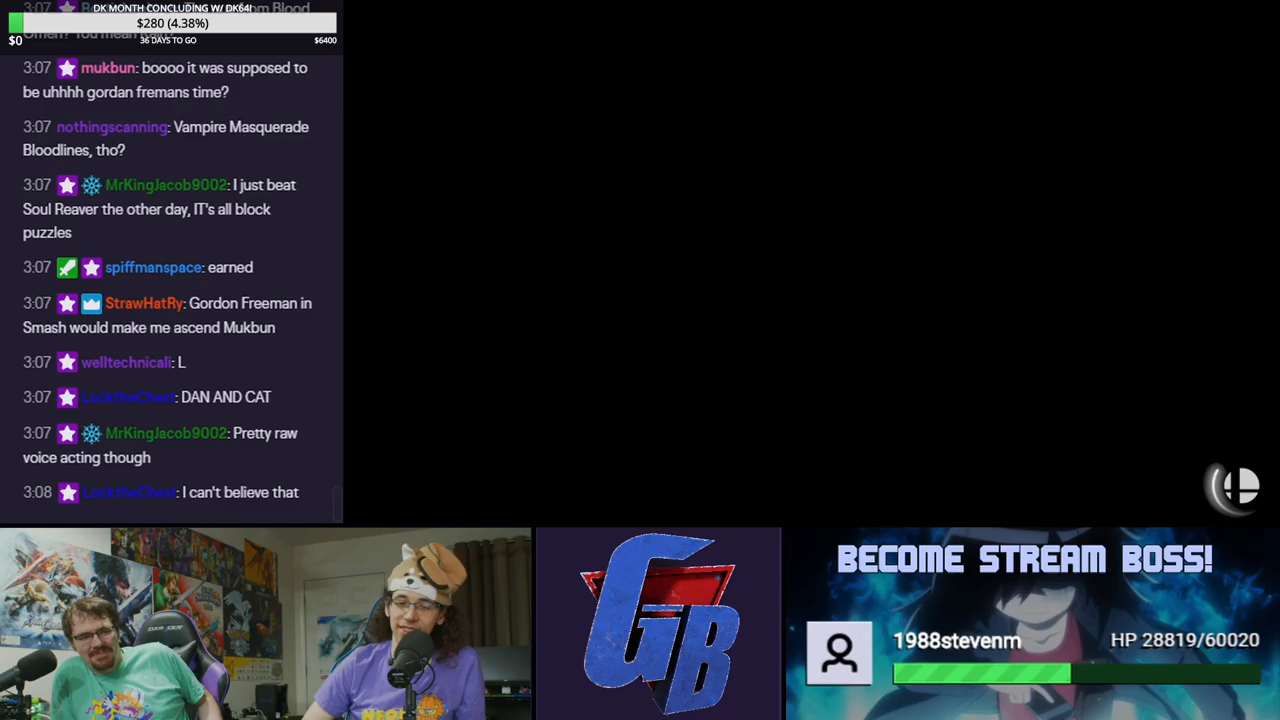 DK MONTH CONCLUDING W/ DK64!
$280 (4.38%)
$0
36 DAYS TO GO
$6400
3:07 mukbun: boooo it was supposed to
be uhhhh gordan fremans time?
3:07 nothingscanning: Vampire Masquerade
Bloodlines, tho?
3:07 MrKingJacob9002: I just beat
Soul Reaver the other day, IT's all block
puzzles
3:07 spiffmanspace: earned
3:07 StrawHatRy: Gordon Freeman in
Smash would make me ascend Mukbun
3:07 welltechnicali: L
3:07 LocktheChest: DAN AND CAT
3:07 MrKingJacob9002: Pretty raw
voice acting though
3:08 LocktheChest: I can't believe that
DXRACER
GB
BECOME STREAM BOSS!
1988stevenm
HP 28819/60020